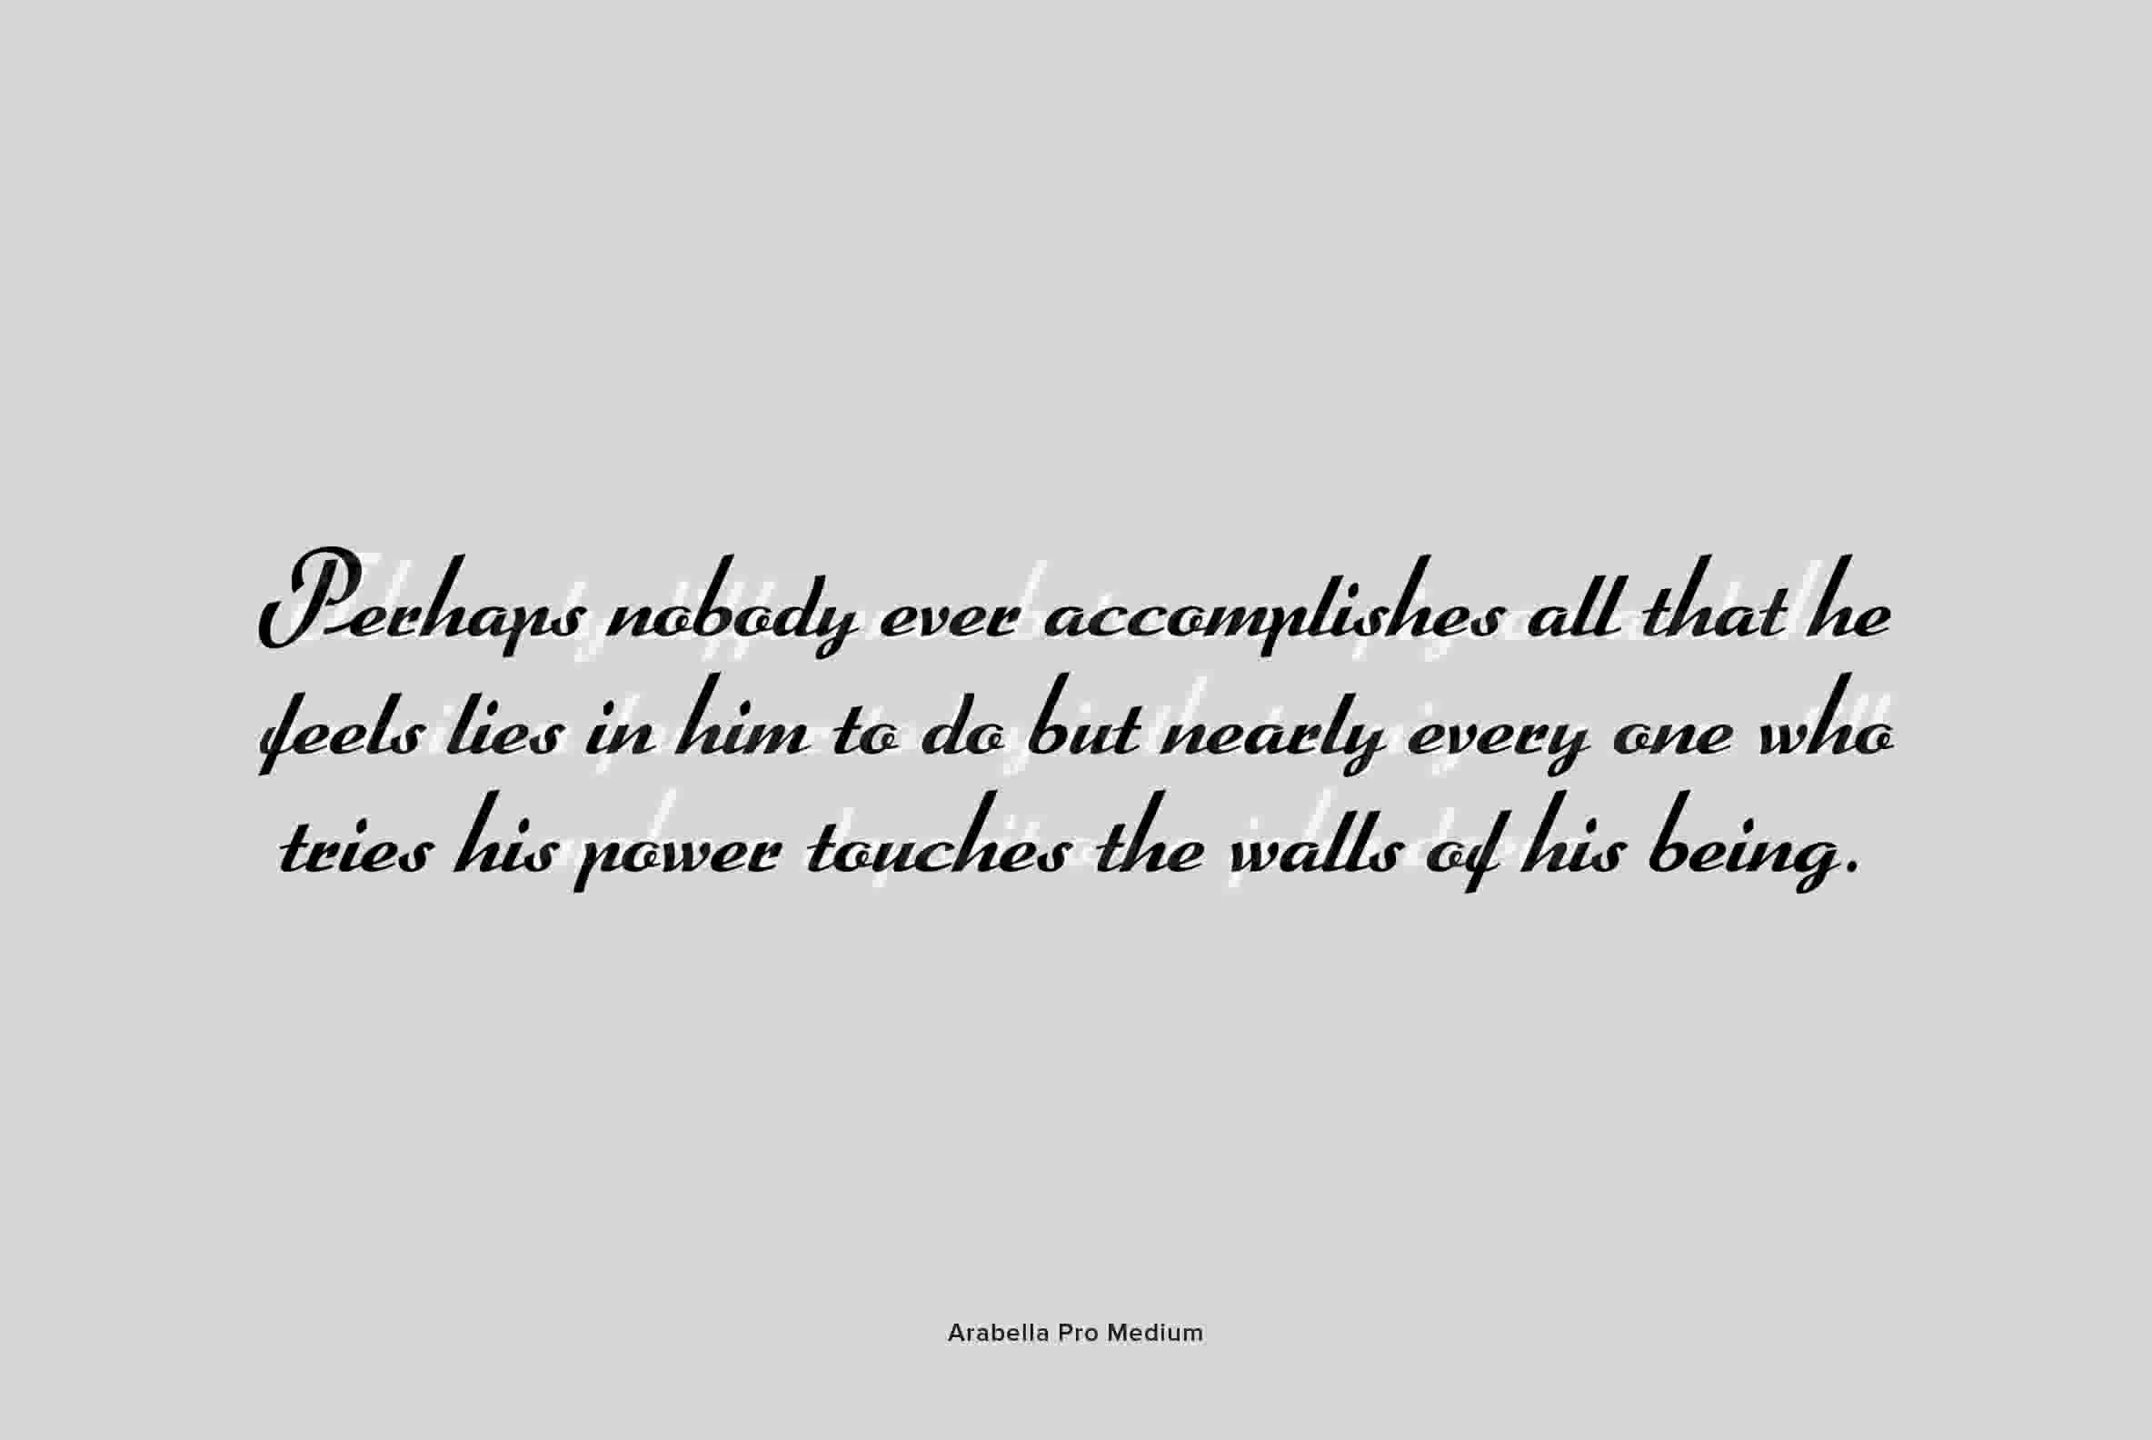 Perhaps nobody ever accomplishes all that he
feels lies in him to do but nearly every one who
tries his power touches the walls of his being.
Arabella Pro Medium